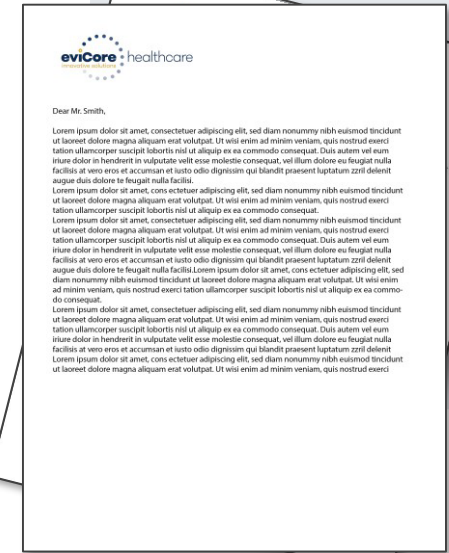 eviCore healthcare
innovative solutions
Dear Mr. Smith,
Lorem ipsum dolor sit amet, consectetuer adipiscing elit, sed diam nonummy nibh euismod tincidunt
ut laoreet dolore magna aliquam erat volutpat. Ut wisi enim ad minim veniam, quis nostrud exerci
tation ullamcorper suscipit lobortis nisl ut aliquip ex ea commodo consequat. Duis autem vel eum
iriure dolor in hendrerit in vulputate velit esse molestie consequat, vel illum dolore eu feugiat nulla
facilisis at vero eros et accumsan et iusto odio dignissim qui blandit praesent luptatum zzril delenit
augue duis dolore te feugait nulla facilisi.
Lorem ipsum dolor sit amet, cons ectetuer adipiscing elit, sed diam nonummy nibh euismod tincidunt
ut laoreet dolore magna aliquam erat volutpat. Ut wisi enim ad minim veniam, quis nostrud exerci
tation ullamcorper suscipit lobortis nisl ut aliquip ex ea commodo consequat.
Lorem ipsum dolor sit amet, consectetuer adipiscing elit, sed diam nonummy nibh euismod tincidunt
ut laoreet dolore magna aliquam erat volutpat. Ut wisi enim ad minim veniam, quis nostrud exerci
tation ullamcorper suscipit lobortis nisl ut aliquip ex ea commodo consequat. Duis autem vel eum
iriure dolor in hendrerit in vulputate velit esse molestie consequat, vel illum dolore eu feugiat nulla
facilisis at vero eros et accumsan et iusto odio dignissim qui blandit praesent luptatum zzril delenit
augue duis dolore te feugait nulla facilisi.Lorem ipsum dolor sit amet, cons ectetuer adipiscing elit, sed
diam nonummy nibh euismod tincidunt ut laoreet dolore magna aliquam erat volutpat. Ut wisi enim
ad minim veniam, quis nostrud exerci tation ullamcorper suscipit lobortis nisl ut aliquip ex ea commo-
do consequat.
Lorem ipsum dolor sit amet, consectetuer adipiscing elit, sed diam nonummy nibh euismod tincidunt
ut laoreet dolore magna aliquam erat volutpat. Ut wisi enim ad minim veniam, quis nostrud exerci
tation ullamcorper suscipit lobortis nisl ut aliquip ex ea commodo consequat. Duis autem vel eum
iriure dolor in hendrerit in vulputate velit esse molestie consequat, vel illum dolore eu feugiat nulla
facilisis at vero eros et accumsan et iusto odio dignissim qui blandit praesent luptatum zzril delenit
Lorem ipsum dolor sit amet, cons ectetuer adipiscing elit, sed diam nonummy nibh euismod tincidunt
ut laoreet dolore magna aliquam erat volutpat. Ut wisi enim ad minim veniam, quis nostrud exerci